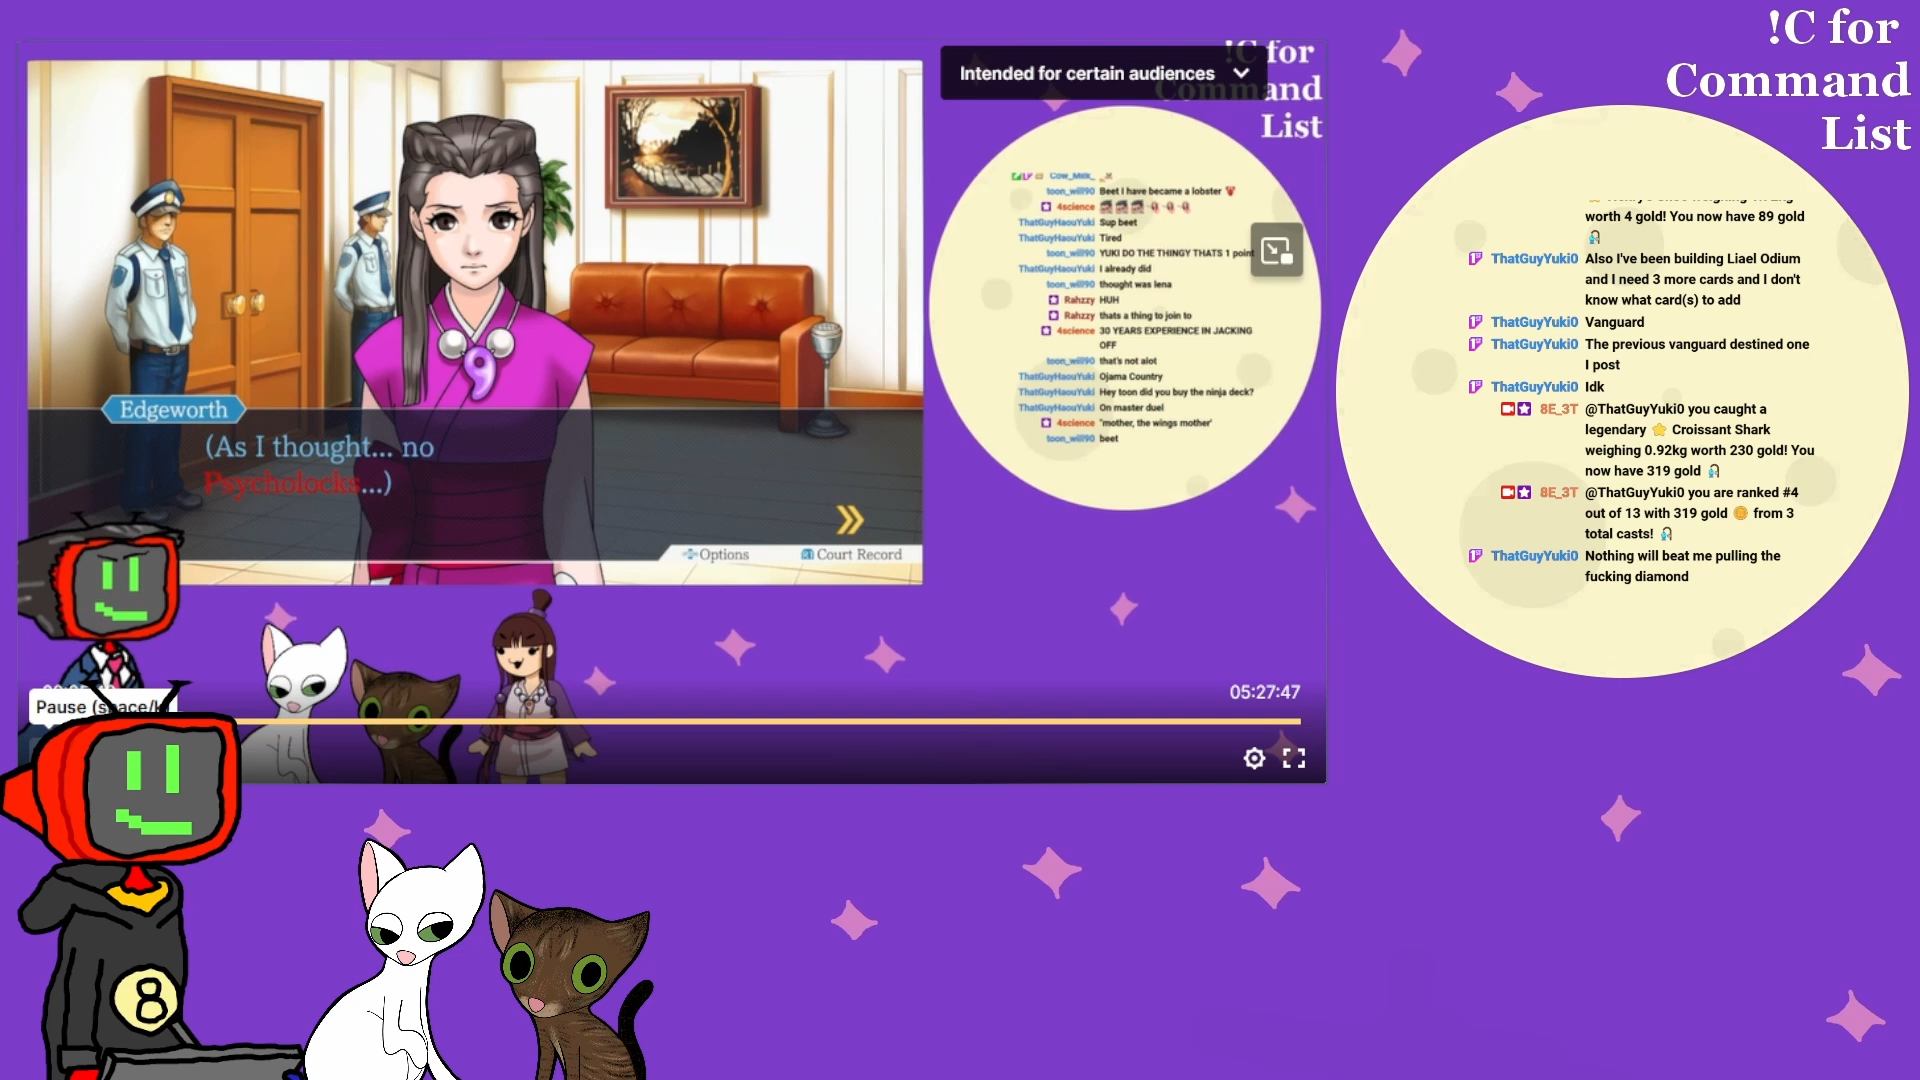 !C for
Command
List
Intended for certain audiences
!C for
Command
List
Edgeworth
(As I thought... no
Psycholocks...)
Options
Court Record
Cow_Milk_
toon_will90 Beet I have became a lobster
4science
ThatGuyHaouYuki Sup beet
ThatGuyHaouYuki Tired
toon_will90 YUKI DO THE THINGY THATS 1 point
ThatGuyHaouYuki I already did
toon_will90 thought was lena
Rahzzy HUH
Rahzzy thats a thing to join to
4science 30 YEARS EXPERIENCE IN JACKING
OFF
toon_will90 that's not alot
ThatGuyHaouYuki Ojama Country
ThatGuyHaouYuki Hey toon did you buy the ninja deck?
ThatGuyHaouYuki On master duel
4science "mother, the wings mother'
toon_will90 beet
worth 4 gold! You now have 89 gold
ThatGuyYuki0 Also I've been building Liael Odium
and I need 3 more cards and I don't
know what card(s) to add
ThatGuyYuki0 Vanguard
ThatGuyYuki0 The previous vanguard destined one
I post
ThatGuyYuki0 Idk
8E_3T @ThatGuyYuki0 you caught a
legendary ⭐ Croissant Shark
weighing 0.92kg worth 230 gold! You
now have 319 gold
8E_3T @ThatGuyYuki0 you are ranked #4
out of 13 with 319 gold 🪙 from 3
total casts!
ThatGuyYuki0 Nothing will beat me pulling the
fucking diamond
05:27:47
Pause (space/k)
8